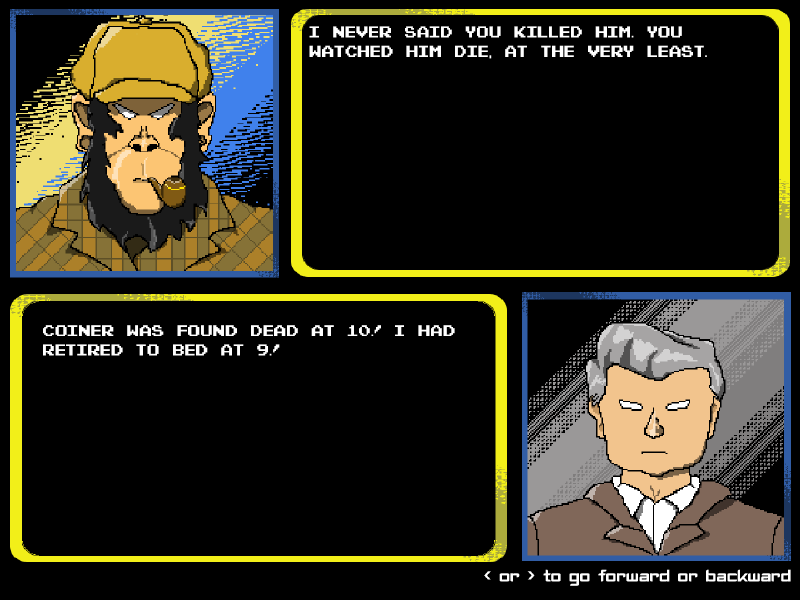 I NEVER SAID YOU KILLED HIM. YOU
WATCHED HIM DIE, AT THE VERY LEAST.
COINER WAS FOUND DEAD AT 10! I HAD
RETIRED TO BED AT 9!
< or > to go forward or backward